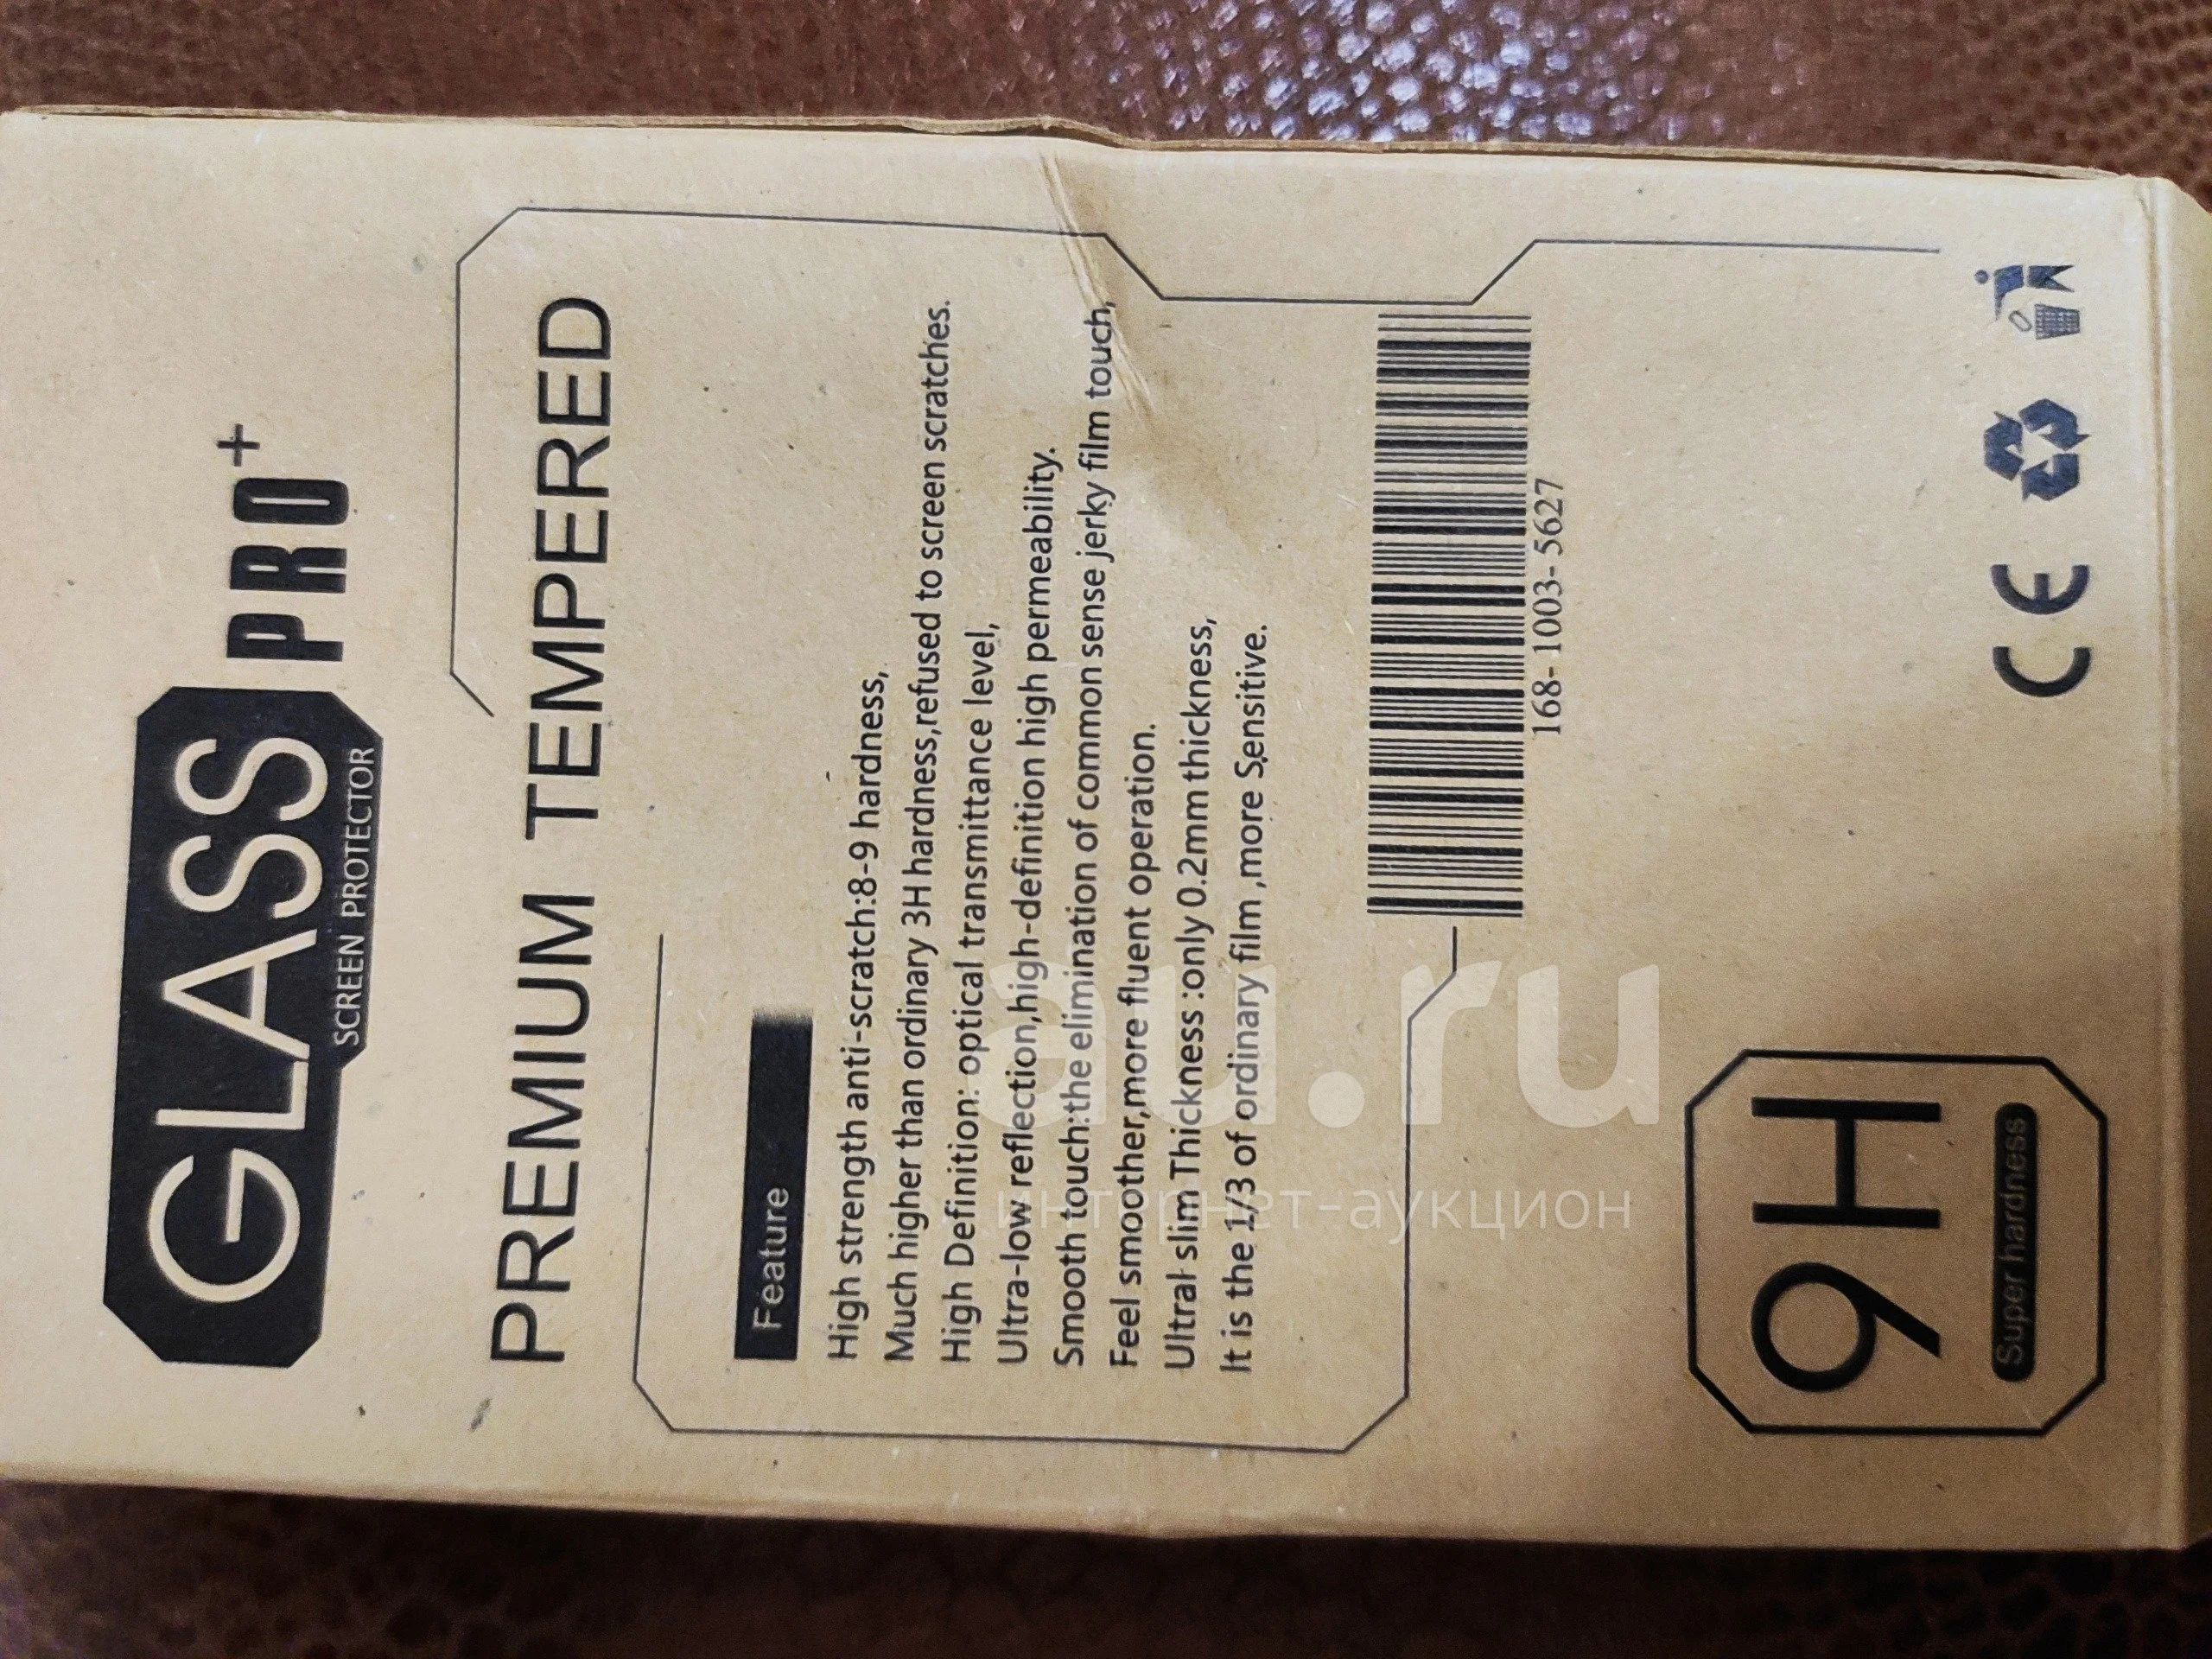 GLASS PRO+
SCREEN PROTECTOR
PREMIUM TEMPERED
Feature
High strength anti-scratch:8-9 hardness,
Much higher than ordinary 3H hardness,refused to screen scratches.
High Definition: optical transmittance level,
Ultra-low reflection,high-definition high permeability.
Smooth touch:the elimination of common sense jerky film touch,
Feel smoother,more fluent operation.
Ultral slim Thickness :only 0.2mm thickness,
It is the 1/3 of ordinary film ,more Sensitive.
168-1003-5627
9H
Super hardness
CE
au.ru
интернет-аукцион